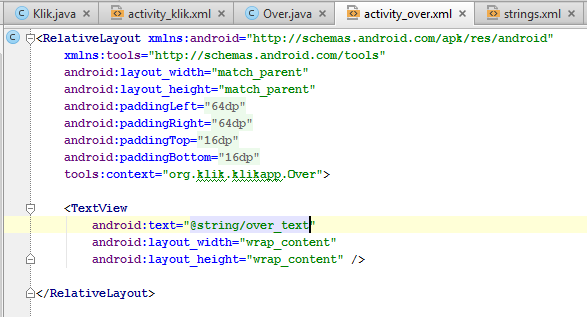 Klik.java activity_klik.xml Over.java activity_over.xml strings.xml
<RelativeLayout xmlns:android="http://schemas.android.com/apk/res/android"
xmlns:tools="http://schemas.android.com/tools"
android:layout_width="match_parent"
android:layout_height="match_parent"
android:paddingLeft="64dp"
android:paddingRight="64dp"
android:paddingTop="16dp"
android:paddingBottom="16dp"
tools:context="org.klik.klikapp.Over">
<TextView
android:text="@string/over_text"
android:layout_width="wrap_content"
android:layout_height="wrap_content" />
</RelativeLayout>